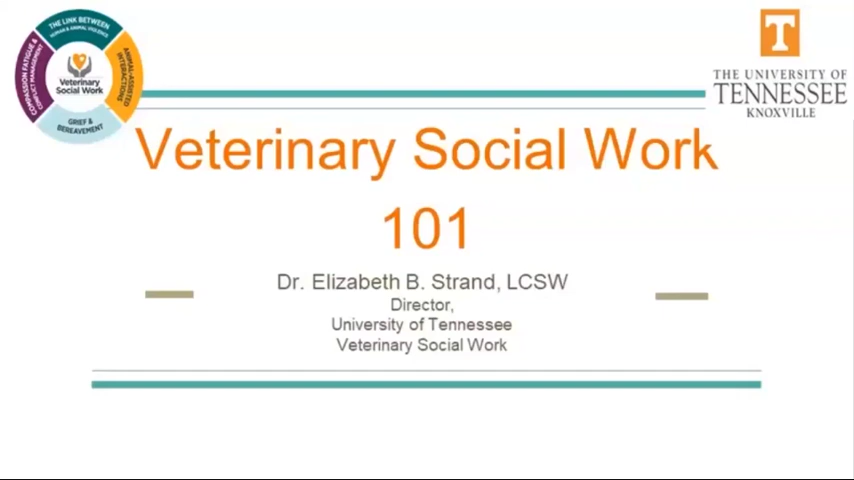 THE LINK BETWEEN
HUMAN & ANIMAL VIOLENCE
COMPASSION FATIGUE &
CONFLICT MANAGEMENT
ANIMAL-ASSISTED
INTERACTIONS
Veterinary
Social Work
GRIEF &
BEREAVEMENT
T
THE UNIVERSITY OF
TENNESSEE
KNOXVILLE
Veterinary Social Work
101
Dr. Elizabeth B. Strand, LCSW
Director,
University of Tennessee
Veterinary Social Work